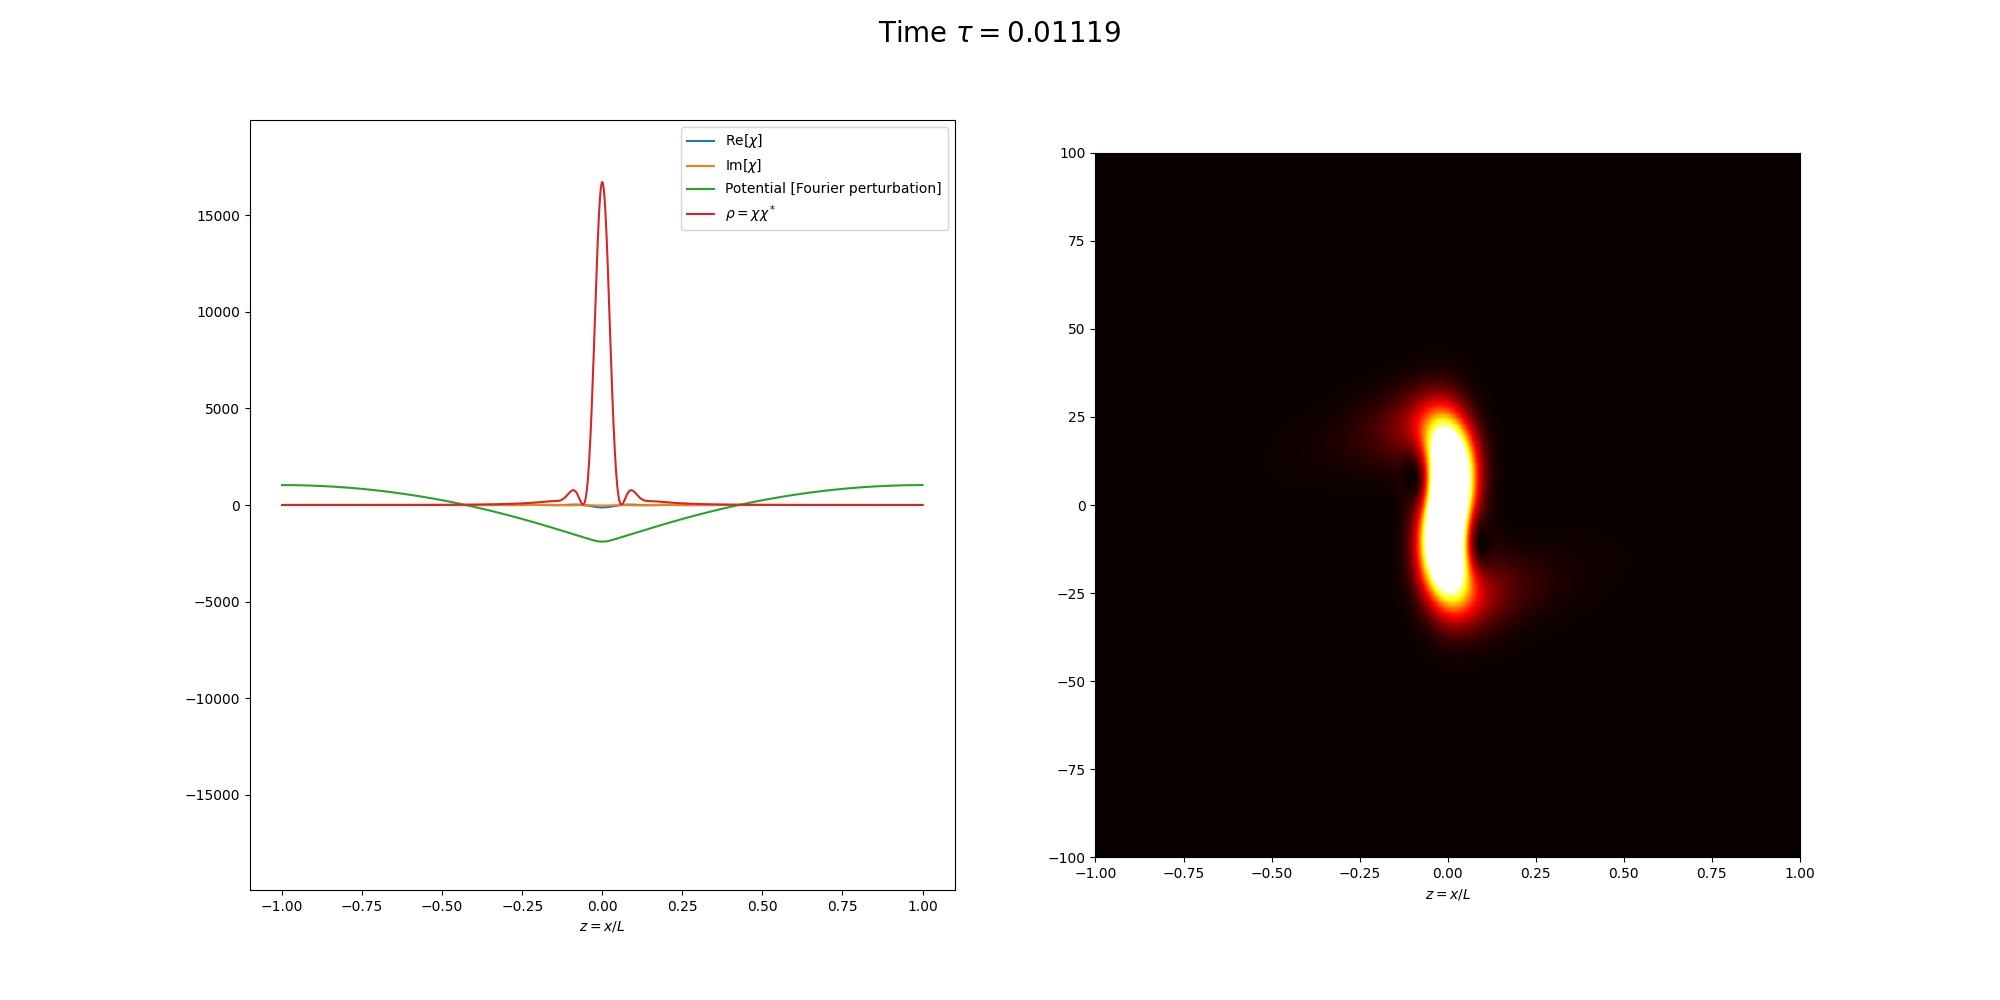 Time τ = 0.01119
Re[χ]
Im[χ]
Potential [Fourier perturbation]
ρ = χχ*
15000
10000
5000
0
−5000
−10000
−15000
−1.00 −0.75 −0.50 −0.25 0.00 0.25 0.50 0.75 1.00
z = x/L
100
75
50
25
0
−25
−50
−75
−100
−1.00 −0.75 −0.50 −0.25 0.00 0.25 0.50 0.75 1.00
z = x/L